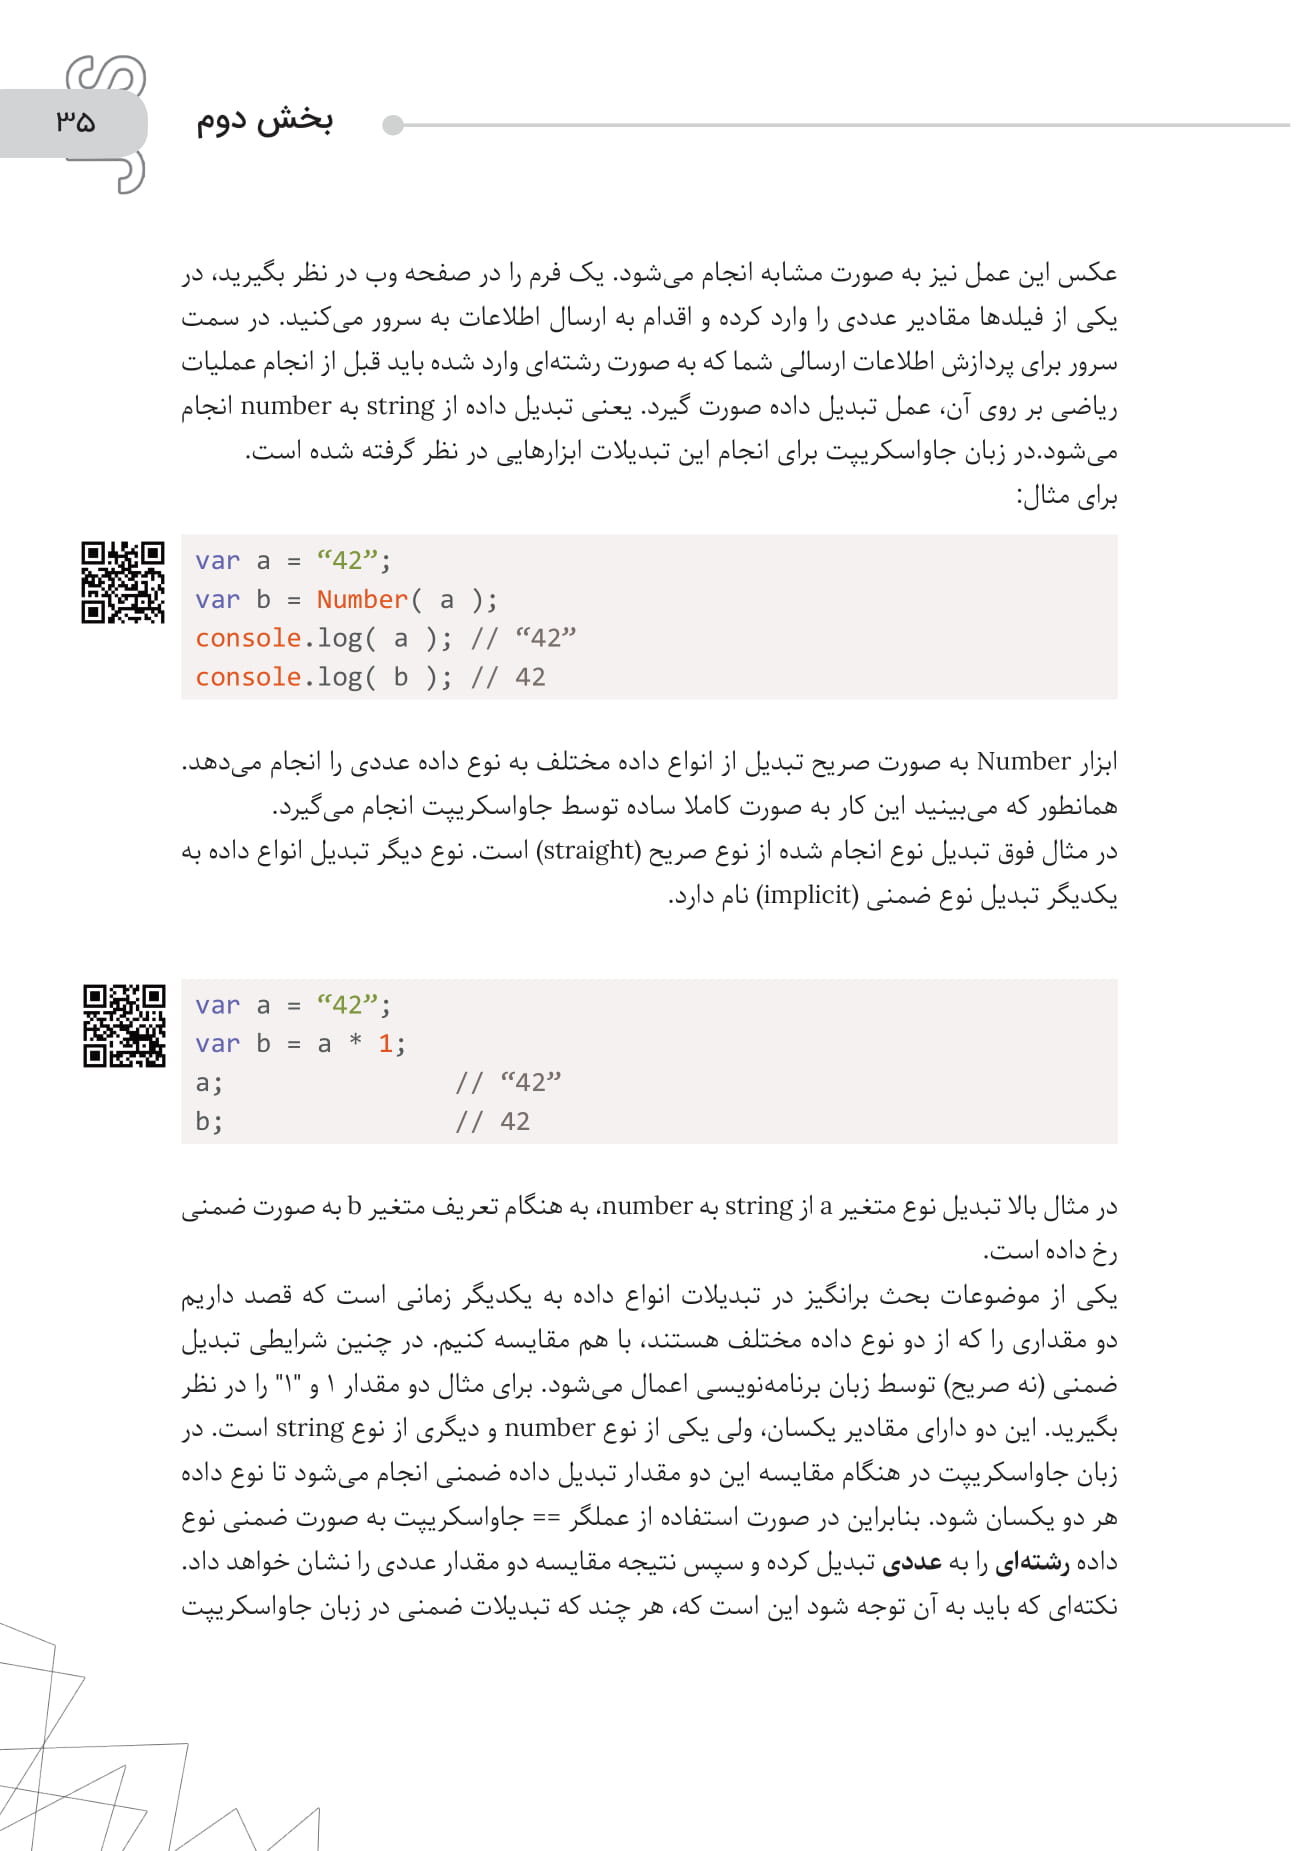 ۳۵
بخش دوم
عکس این عمل نیز به صورت مشابه انجام می‌شود. یک فرم را در صفحه وب در نظر بگیرید، در
یکی از فیلدها مقادیر عددی را وارد کرده و اقدام به ارسال اطلاعات به سرور می‌کنید. در سمت
سرور برای پردازش اطلاعات ارسالی شما که به صورت رشته‌ای وارد شده باید قبل از انجام عملیات
ریاضی بر روی آن، عمل تبدیل داده صورت گیرد. یعنی تبدیل داده از string به number انجام
می‌شود.در زبان جاواسکریپت برای انجام این تبدیلات ابزارهایی در نظر گرفته شده است.
برای مثال:
var a = “42”;
var b = Number( a );
console.log( a ); // “42”
console.log( b ); // 42
ابزار Number به صورت صریح تبدیل از انواع داده مختلف به نوع داده عددی را انجام می‌دهد.
همانطور که می‌بینید این کار به صورت کاملا ساده توسط جاواسکریپت انجام می‌گیرد.
در مثال فوق تبدیل نوع انجام شده از نوع صریح (straight) است. نوع دیگر تبدیل انواع داده به
یکدیگر تبدیل نوع ضمنی (implicit) نام دارد.
var a = “42”;
var b = a * 1;
a; // “42”
b; // 42
در مثال بالا تبدیل نوع متغیر a از string به number، به هنگام تعریف متغیر b به صورت ضمنی
رخ داده است.
یکی از موضوعات بحث برانگیز در تبدیلات انواع داده به یکدیگر زمانی است که قصد داریم
دو مقداری را که از دو نوع داده مختلف هستند، با هم مقایسه کنیم. در چنین شرایطی تبدیل
ضمنی (نه صریح) توسط زبان برنامه‌نویسی اعمال می‌شود. برای مثال دو مقدار ۱ و "۱" را در نظر
بگیرید. این دو دارای مقادیر یکسان، ولی یکی از نوع number و دیگری از نوع string است. در
زبان جاواسکریپت در هنگام مقایسه این دو مقدار تبدیل داده ضمنی انجام می‌شود تا نوع داده
هر دو یکسان شود. بنابراین در صورت استفاده از عملگر == جاواسکریپت به صورت ضمنی نوع
داده رشته‌ای را به عددی تبدیل کرده و سپس نتیجه مقایسه دو مقدار عددی را نشان خواهد داد.
نکته‌ای که باید به آن توجه شود این است که، هر چند که تبدیلات ضمنی در زبان جاواسکریپت